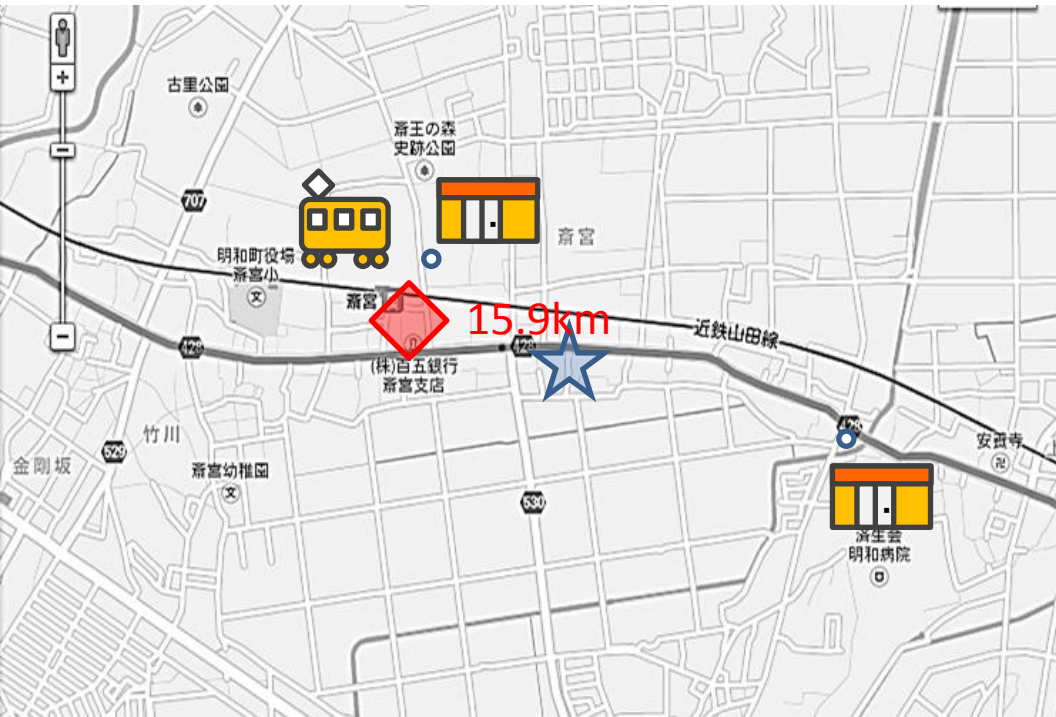 古里公園
斎王の森
史跡公園
707
斎宮
明和町役場
斎宮小
文
斎宮
15.9km
近鉄山田線
428
428
(株)百五銀行
斎宮支店
428
竹川
529
安養寺
卍
金剛坂
斎宮幼稚園
文
530
済生会
明和病院